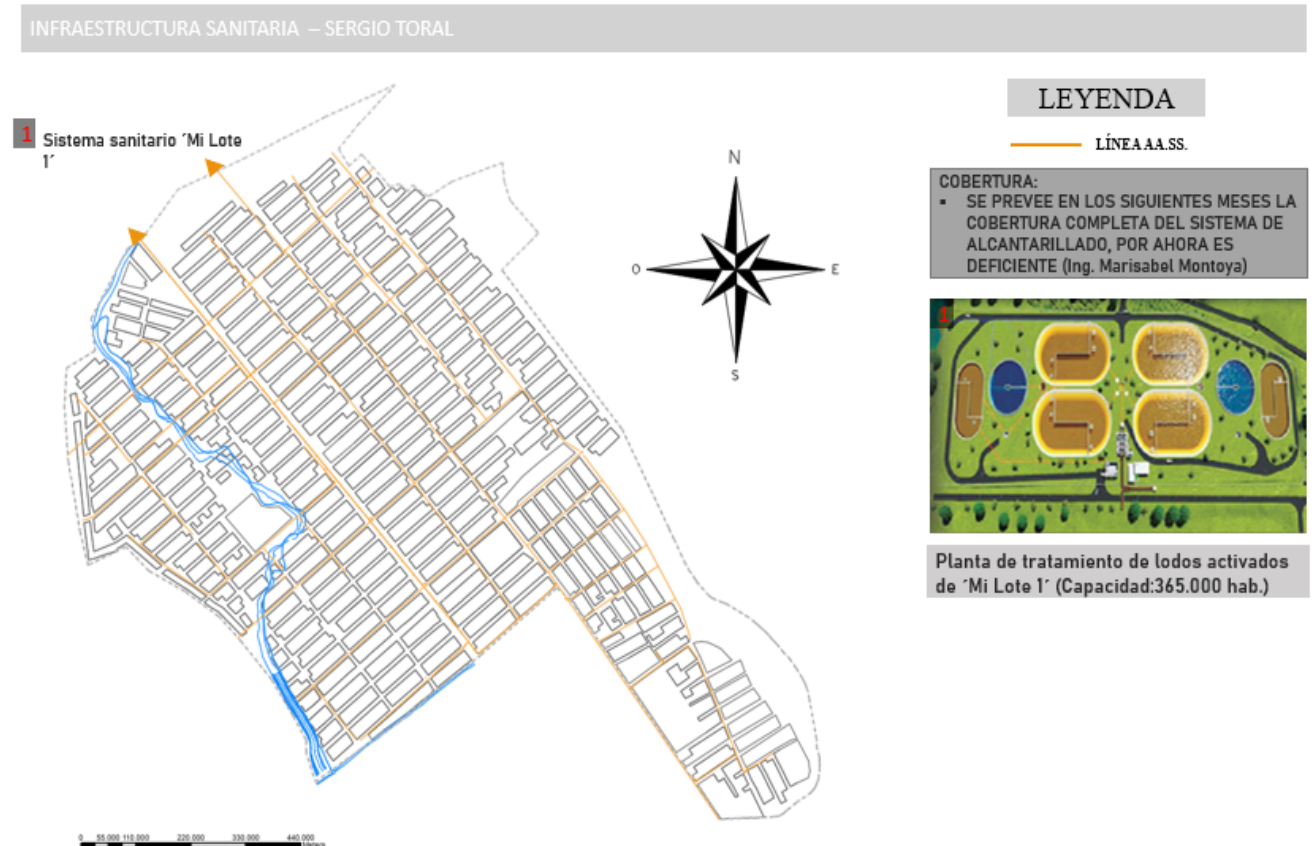 INFRAESTRUCTURA SANITARIA – SERGIO TORAL
1 Sistema sanitario ´Mi Lote
1´
N
O
E
S
LEYENDA
LÍNEA AA.SS.
COBERTURA:
▪ SE PREVEE EN LOS SIGUIENTES MESES LA
COBERTURA COMPLETA DEL SISTEMA DE
ALCANTARILLADO, POR AHORA ES
DEFICIENTE (Ing. Marisabel Montoya)
1
Planta de tratamiento de lodos activados
de ´Mi Lote 1´ (Capacidad:365.000 hab.)
0 55.000 110.000 220.000 330.000 440.000
Meters